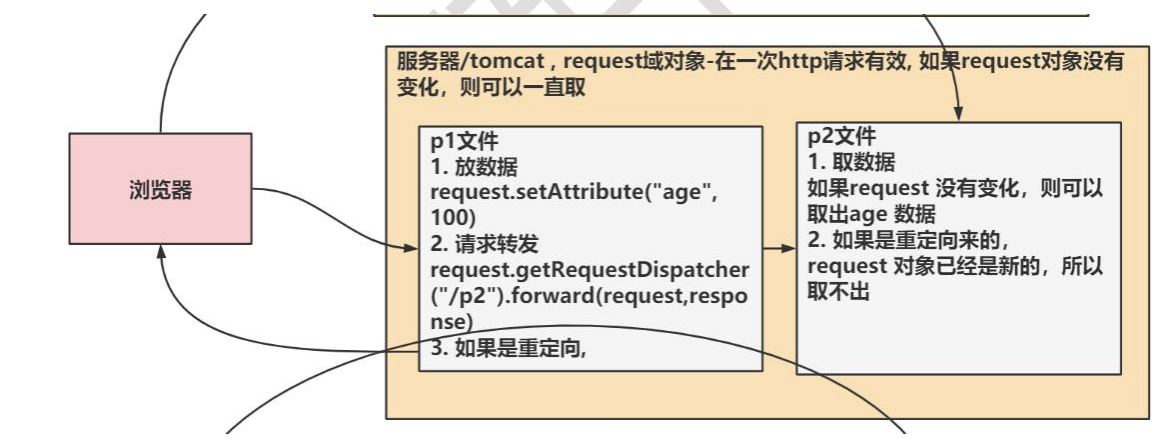 服务器/tomcat , request域对象-在一次http请求有效, 如果request对象没有
变化，则可以一直取
浏览器
p1文件
1. 放数据
request.setAttribute("age",
100)
2. 请求转发
request.getRequestDispatcher
("/p2").forward(request,respo
nse)
3. 如果是重定向,
p2文件
1. 取数据
如果request 没有变化，则可以
取出age 数据
2. 如果是重定向来的，
request 对象已经是新的，所以
取不出